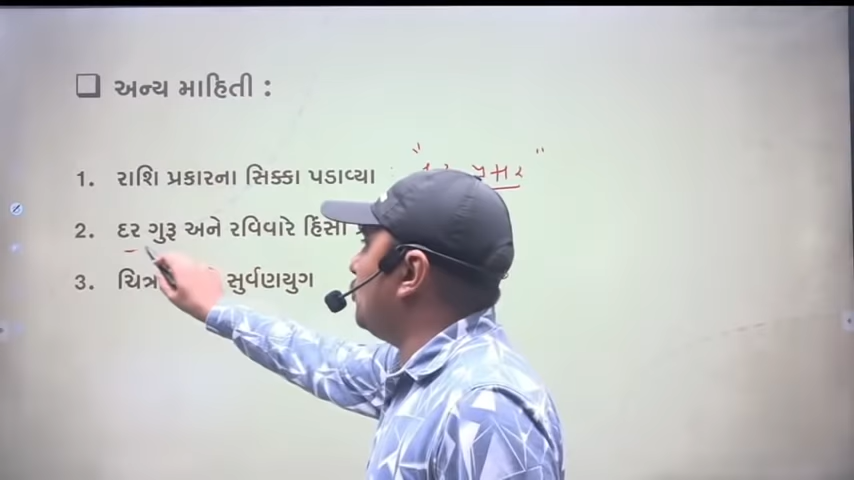 અન્ય માહિતી :
1. રાશિ પ્રકારના સિક્કા પડાવ્યા
2. દર ગુરૂ અને રવિવારે હિંસા
3. સુર્વણયુગ